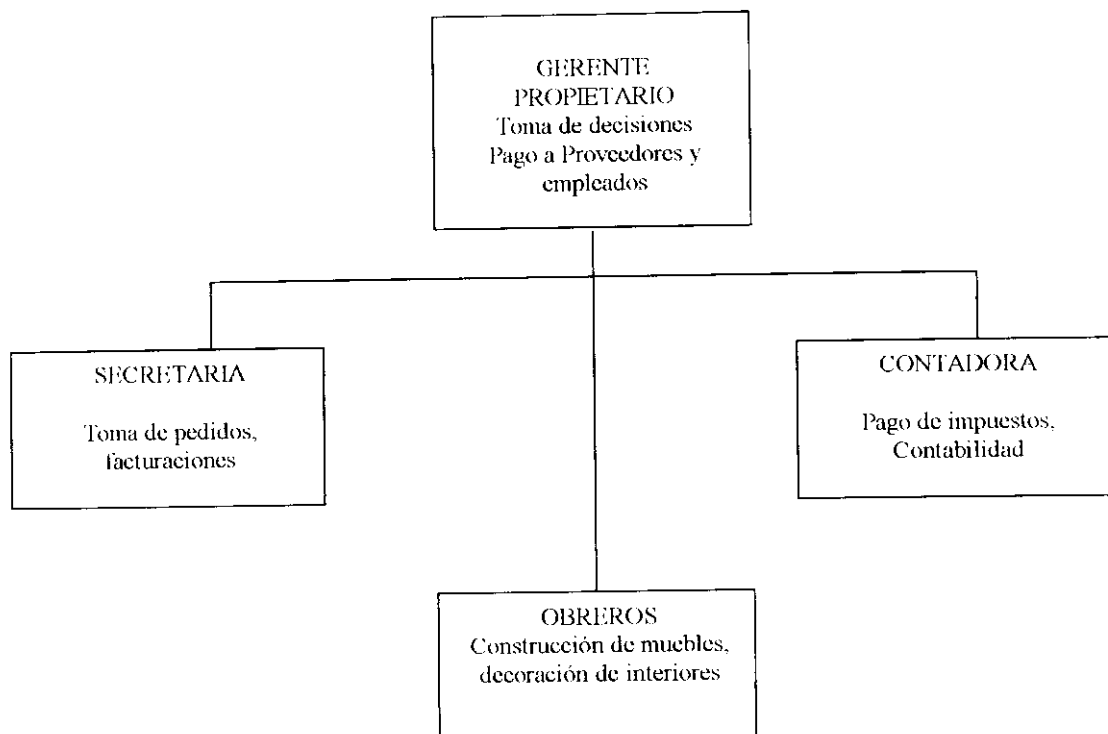 GERENTE
PROPIETARIO
Toma de decisiones
Pago a Proveedores y
empleados
SECRETARIA
Toma de pedidos,
facturaciones
CONTADORA
Pago de impuestos,
Contabilidad
OBREROS
Construcción de muebles,
decoración de interiores